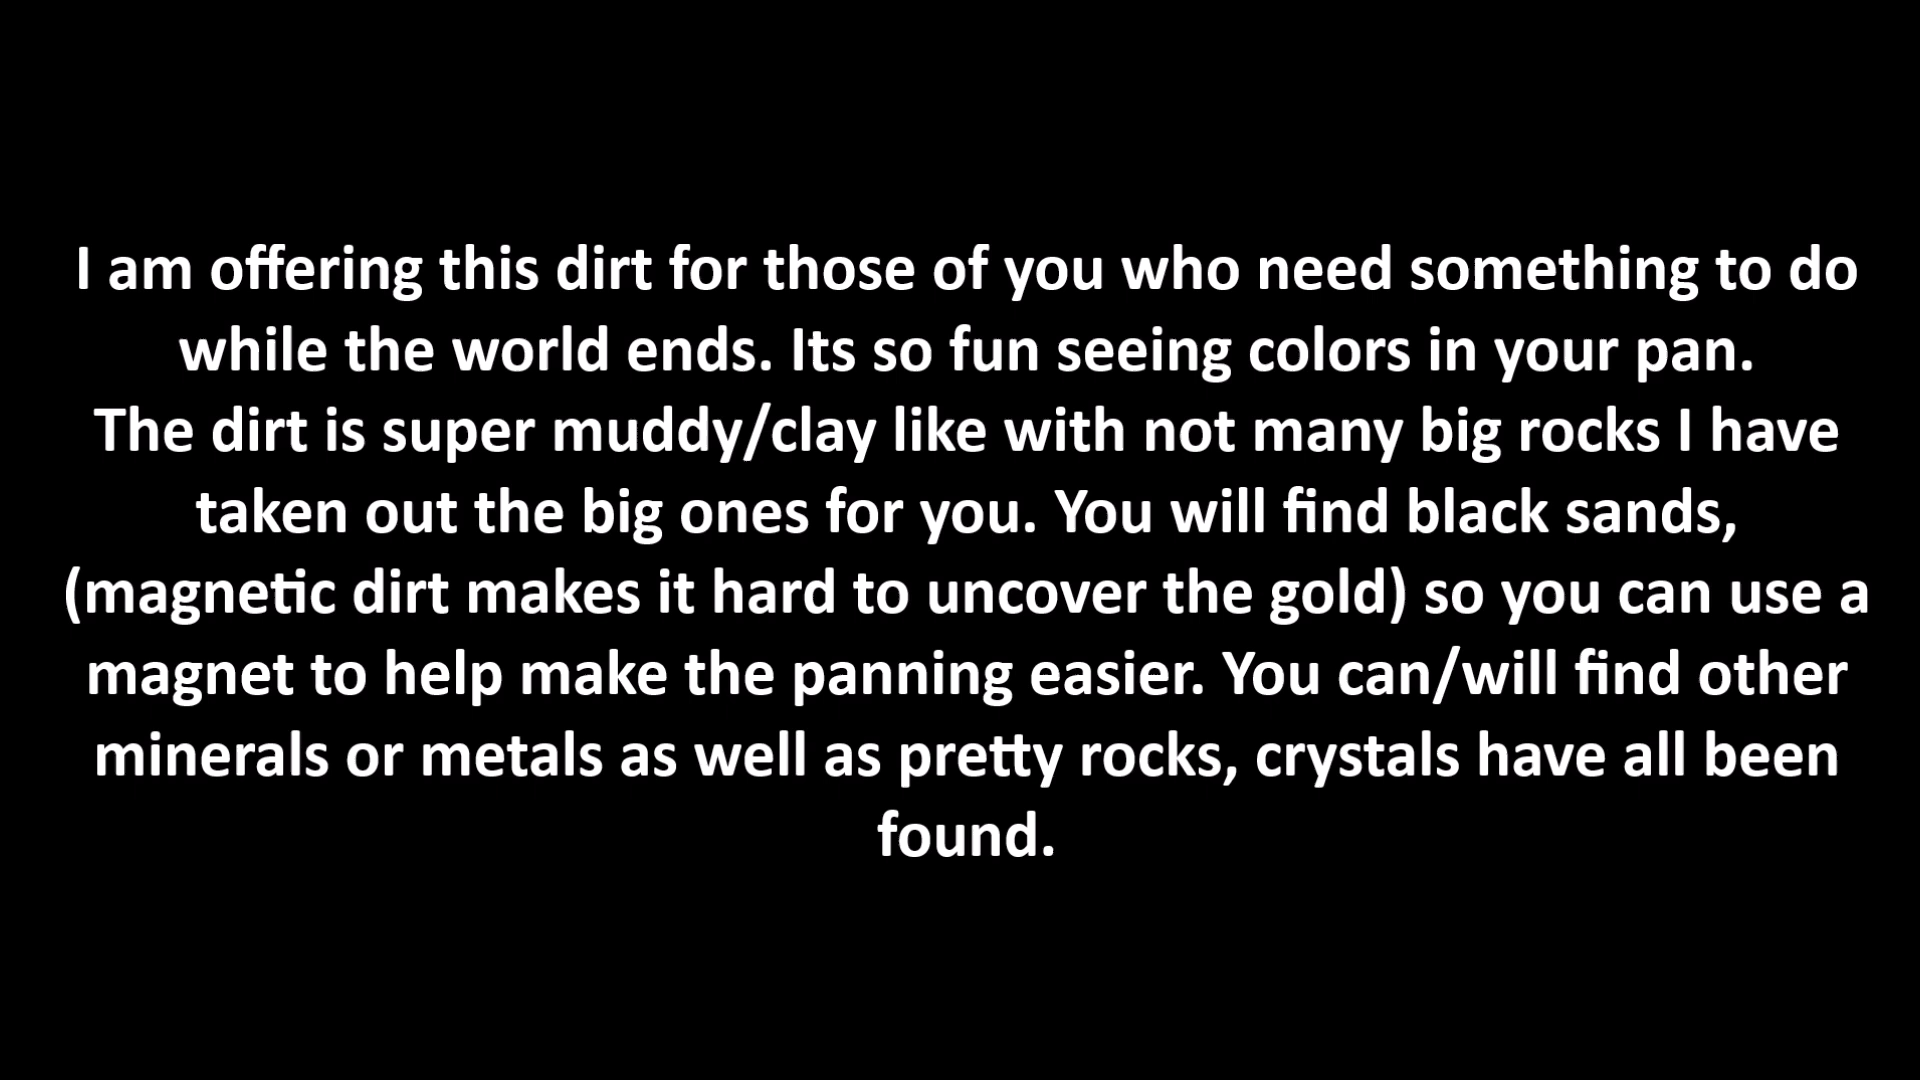 I am offering this dirt for those of you who need something to do
while the world ends. Its so fun seeing colors in your pan.
The dirt is super muddy/clay like with not many big rocks I have
taken out the big ones for you. You will find black sands,
(magnetic dirt makes it hard to uncover the gold) so you can use a
magnet to help make the panning easier. You can/will find other
minerals or metals as well as pretty rocks, crystals have all been
found.